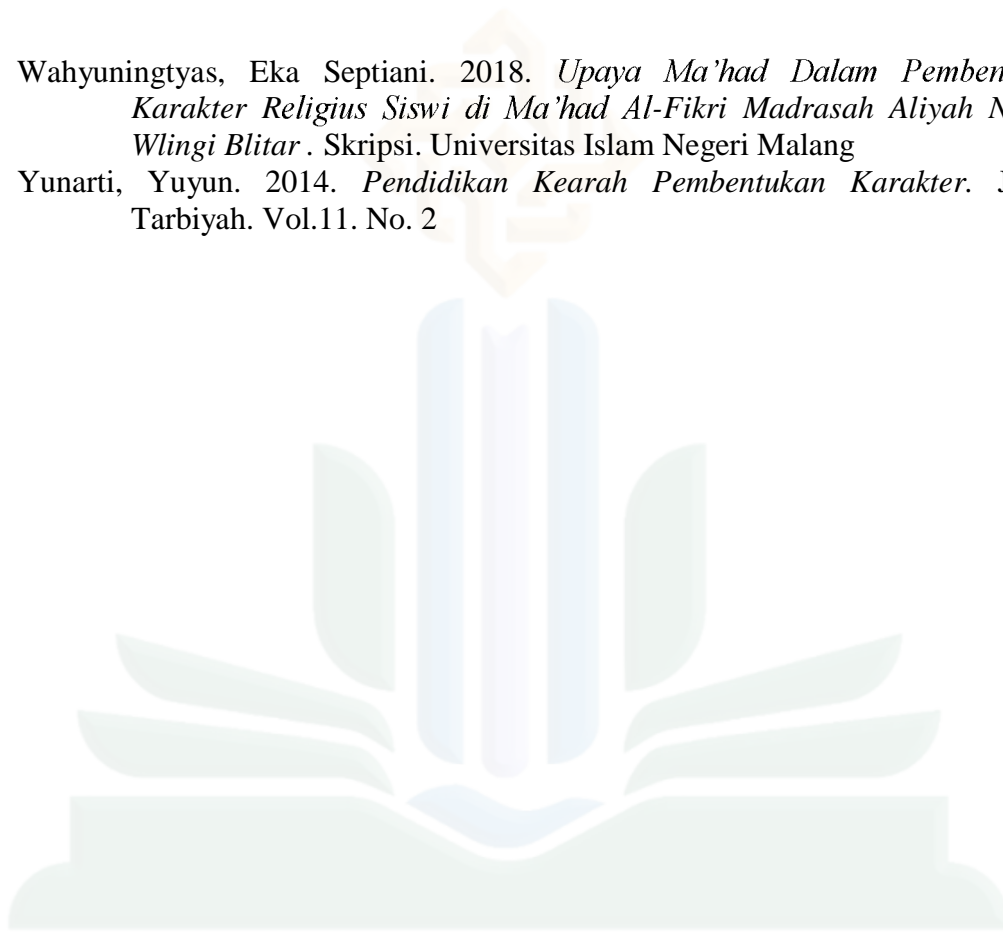 Wahyuningtyas, Eka Septiani. 2018. Upaya Ma'had Dalam Pemben
Karakter Religius Siswi di Ma'had Al-Fikri Madrasah Aliyah N
Wlingi Blitar . Skripsi. Universitas Islam Negeri Malang
Yunarti, Yuyun. 2014. Pendidikan Kearah Pembentukan Karakter. J
Tarbiyah. Vol.11. No. 2